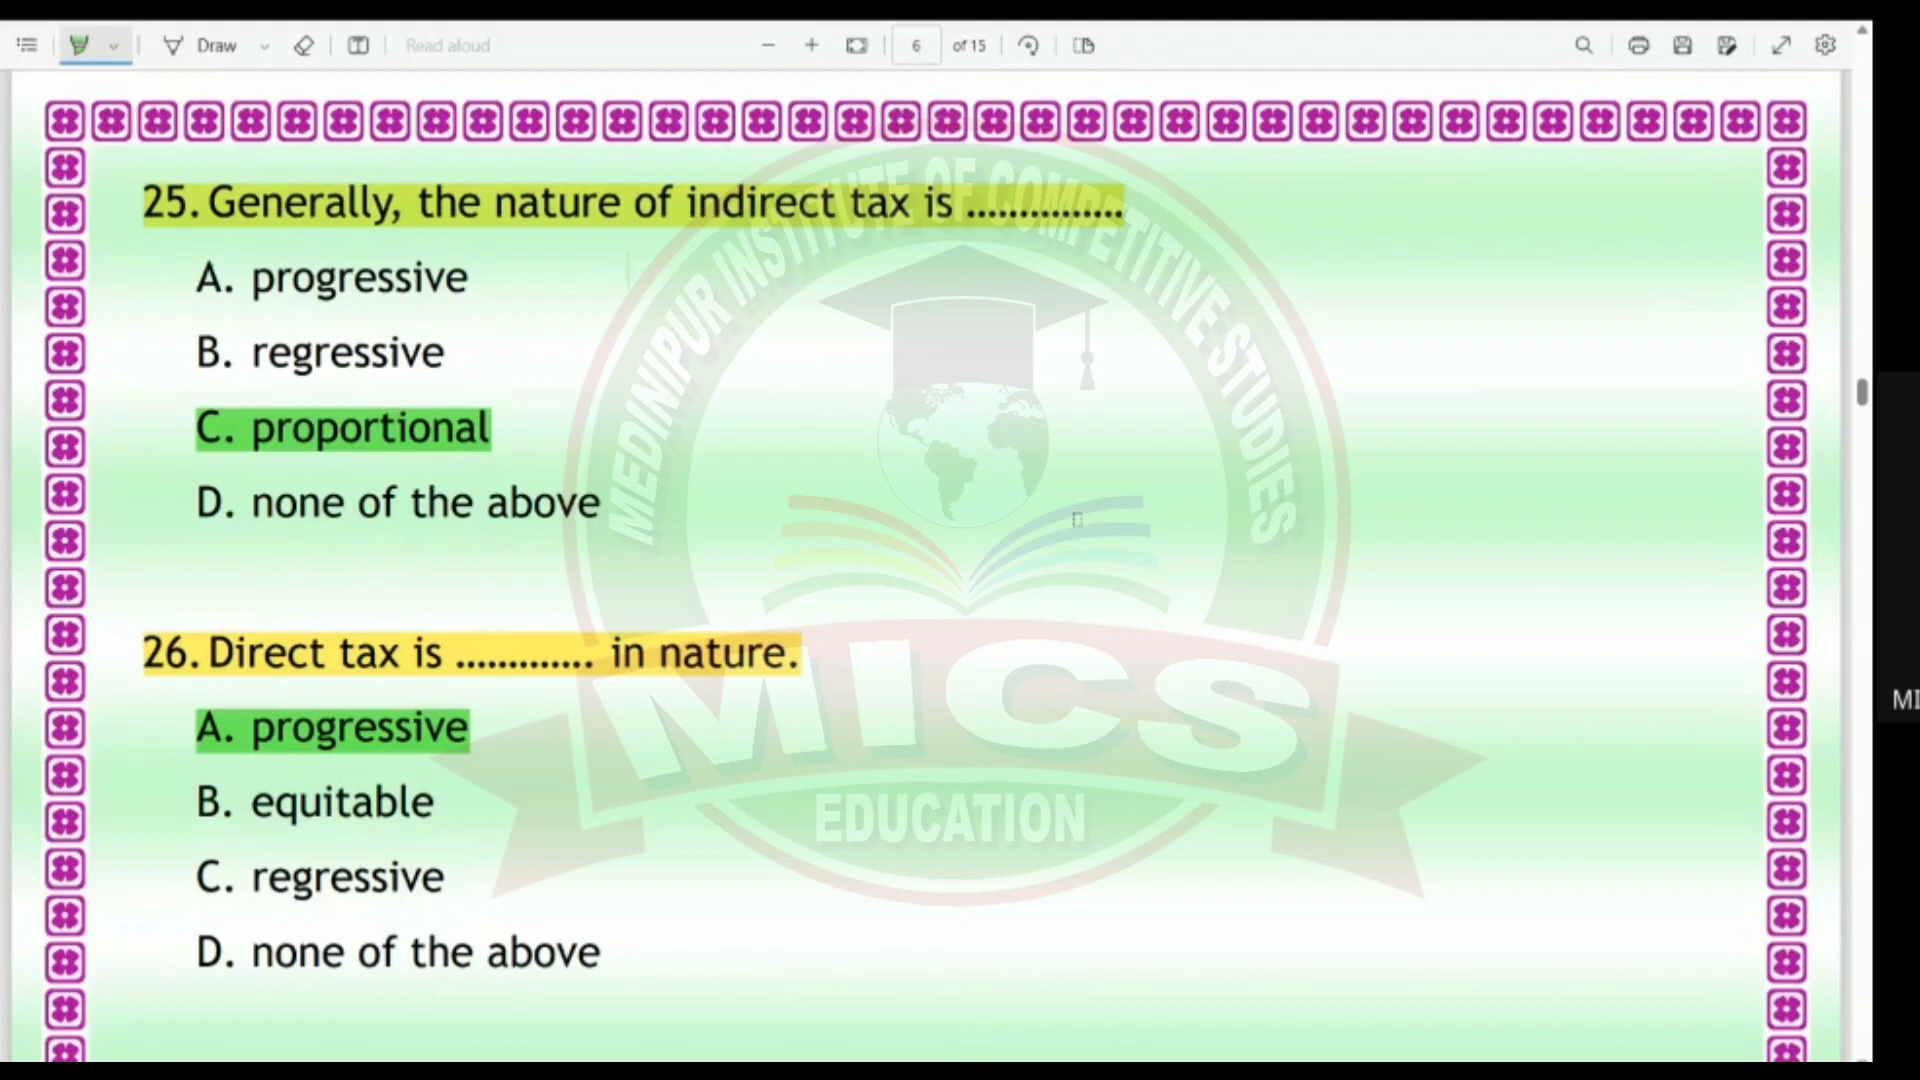 Draw
Read aloud
6
of 15
25. Generally, the nature of indirect tax is ...............
A. progressive
B. regressive
C. proportional
D. none of the above
26. Direct tax is ............. in nature.
A. progressive
B. equitable
C. regressive
D. none of the above
MEDINIPUR INSTITUTE OF COMPETITIVE STUDIES
MICS
EDUCATION
MI